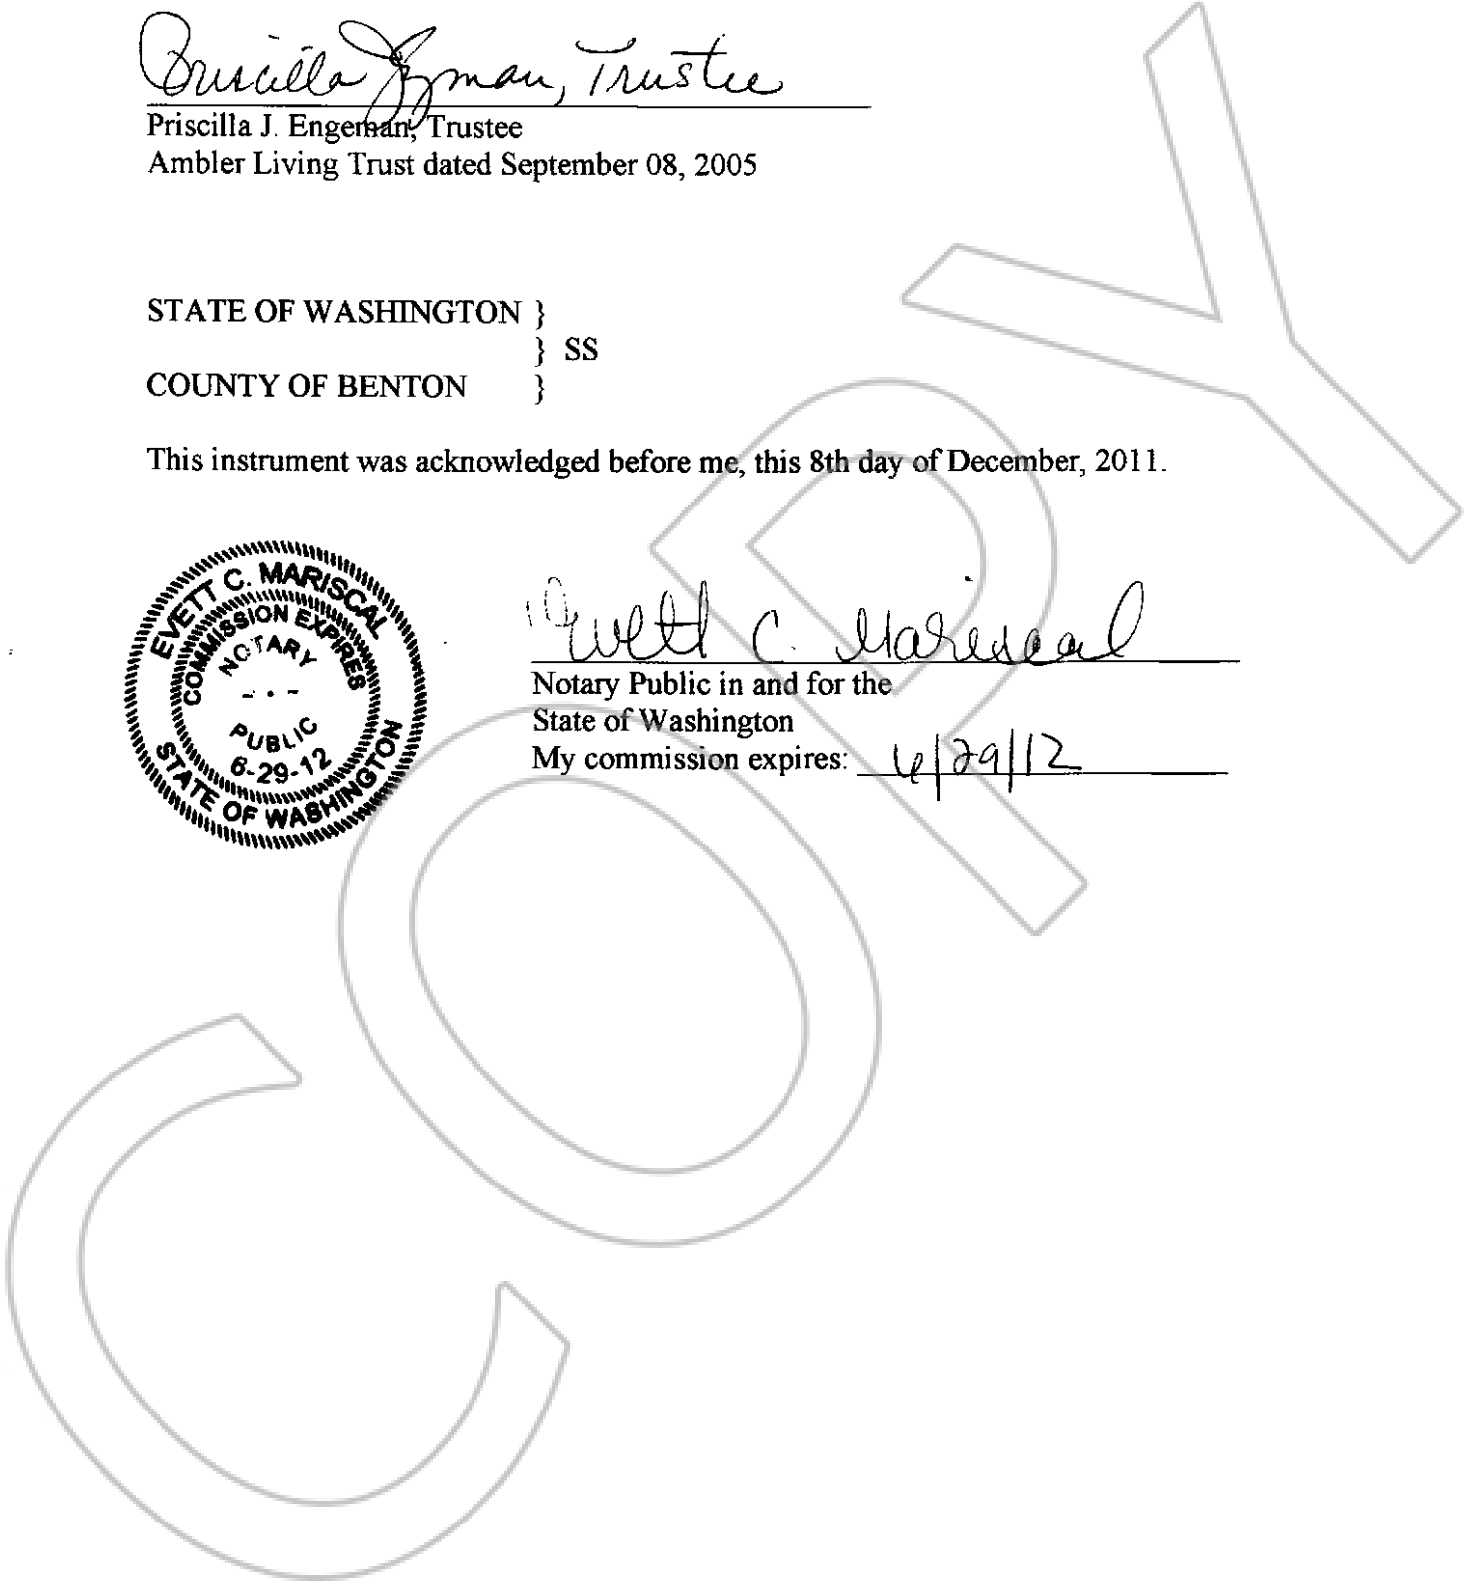 Priscilla J Egman, Trustee
Priscilla J. Engeman, Trustee
Ambler Living Trust dated September 08, 2005
STATE OF WASHINGTON }
} SS
COUNTY OF BENTON }
This instrument was acknowledged before me, this 8th day of December, 2011.
EVETT C. MARISCAL
COMMISSION EXPIRES
NOTARY
PUBLIC
6-29-12
STATE OF WASHINGTON
Evett C. Mariscal
Notary Public in and for the
State of Washington
My commission expires: 6/29/12
COPY